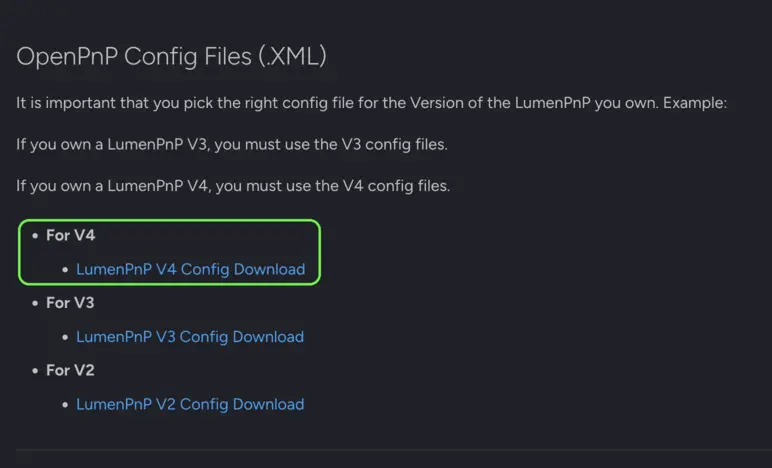 OpenPnP Config Files (.XML)
It is important that you pick the right config file for the Version of the LumenPnP you own. Example:
If you own a LumenPnP V3, you must use the V3 config files.
If you own a LumenPnP V4, you must use the V4 config files.
• For V4
• LumenPnP V4 Config Download
• For V3
• LumenPnP V3 Config Download
• For V2
• LumenPnP V2 Config Download